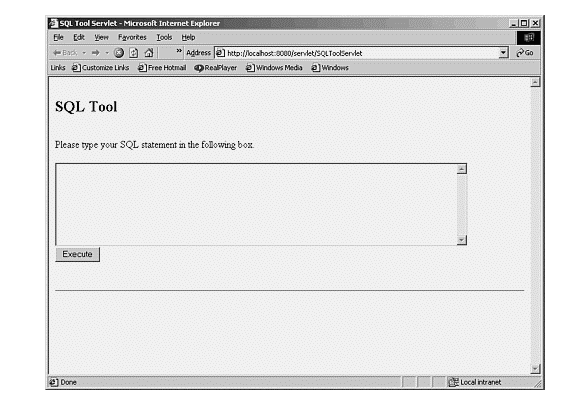 SQL Tool Servlet - Microsoft Internet Explorer
File Edit View Favorites Tools Help
Back » Address http://localhost:8080/servlet/SQLToolServlet Go
Links Customize Links Free Hotmail RealPlayer Windows Media Windows
SQL Tool
Please type your SQL statement in the following box.
Execute
Done Local intranet